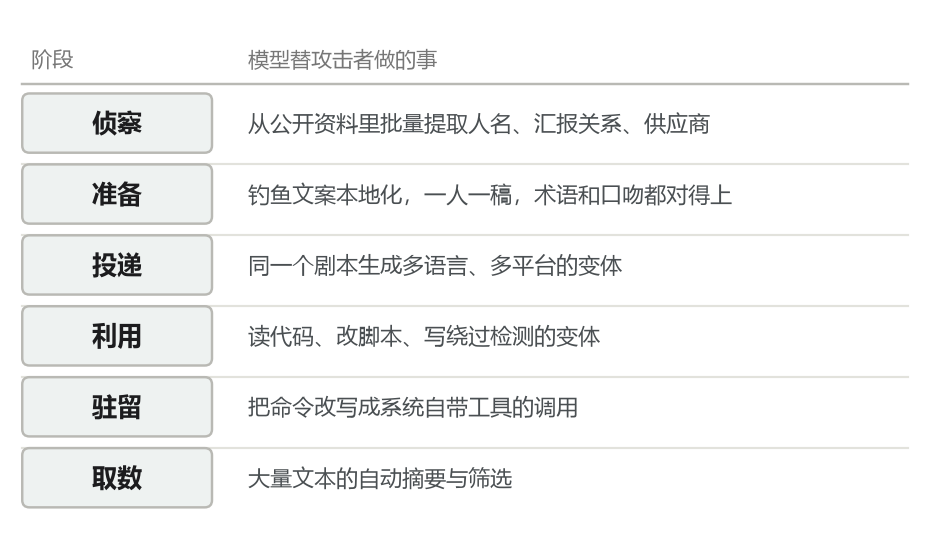 阶段 模型替攻击者做的事
侦察 从公开资料里批量提取人名、汇报关系、供应商
准备 钓鱼文案本地化，一人一稿，术语和口吻都对得上
投递 同一个剧本生成多语言、多平台的变体
利用 读代码、改脚本、写绕过检测的变体
驻留 把命令改写成系统自带工具的调用
取数 大量文本的自动摘要与筛选